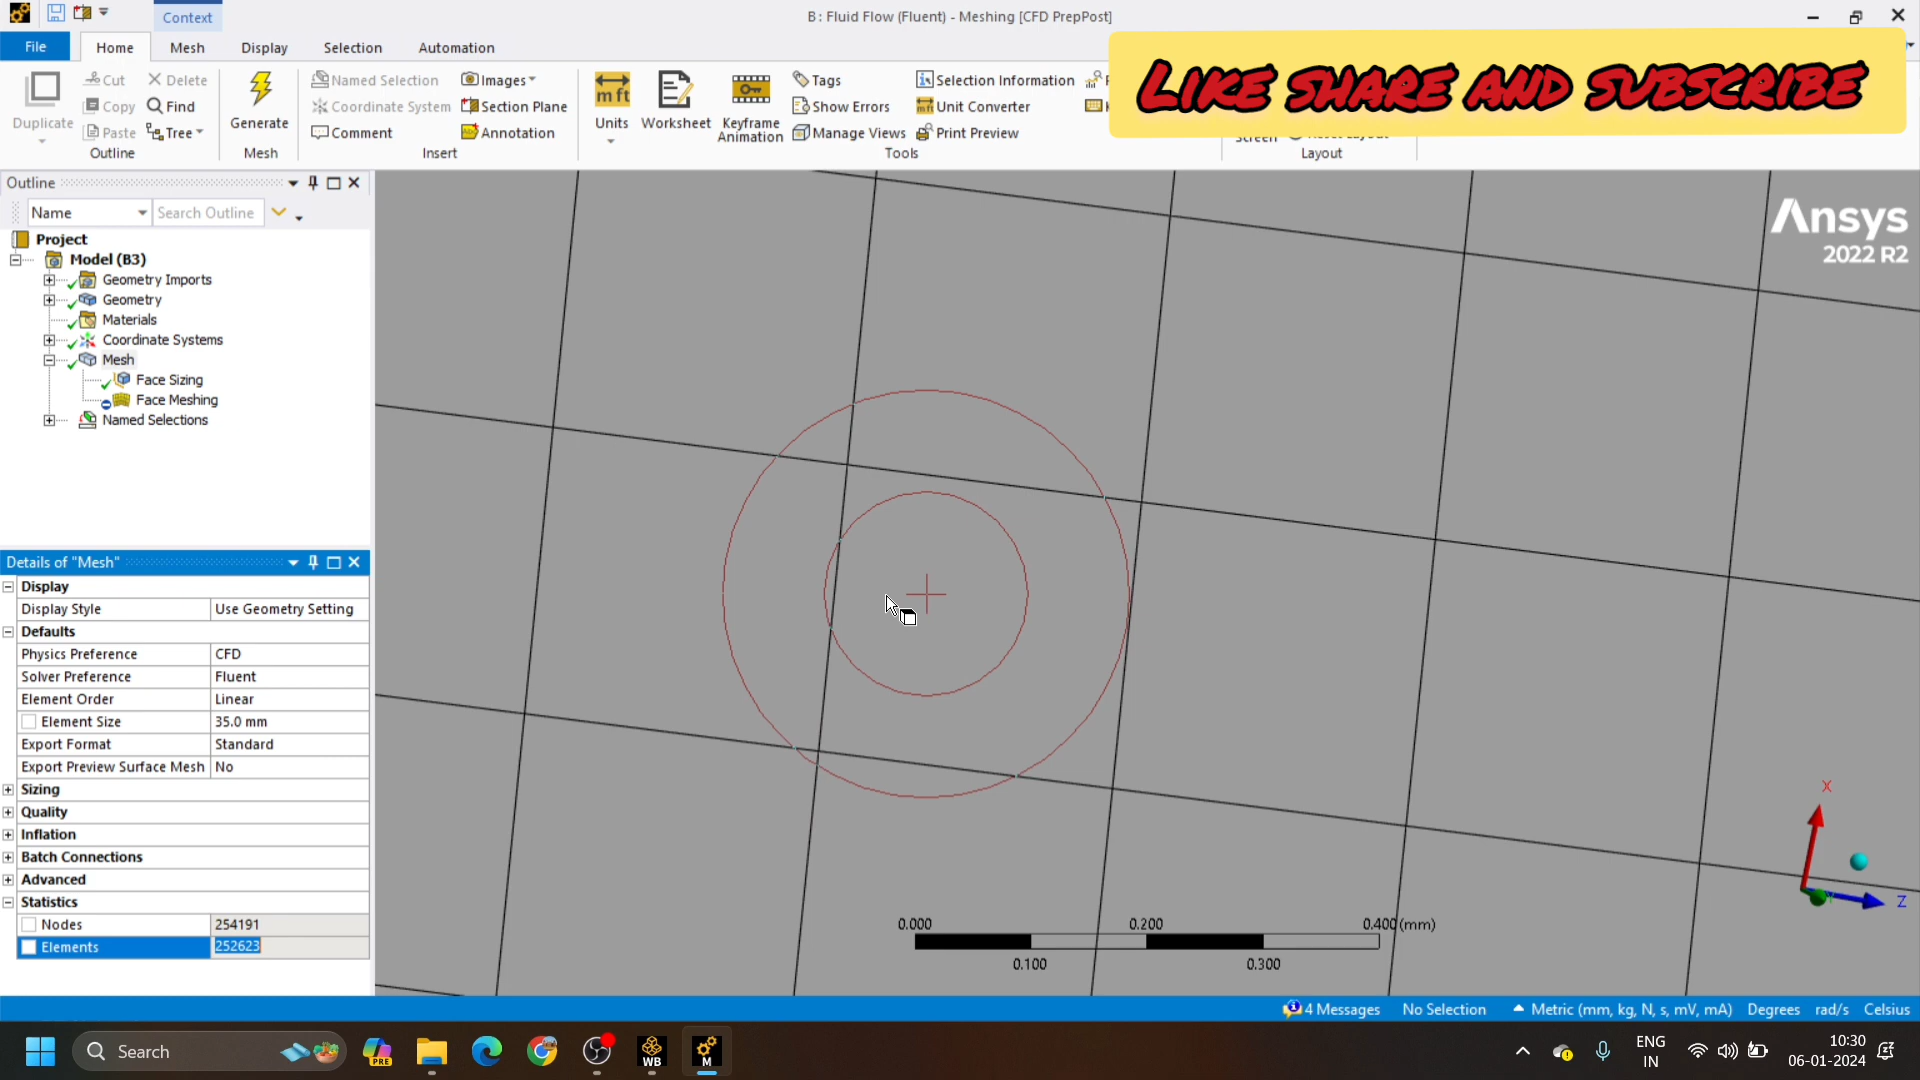 Context
B : Fluid Flow (Fluent) - Meshing [CFD PrepPost]
File
Home
Mesh
Display
Selection
Automation
LIKE SHARE AND SUBSCRIBE
Duplicate
Cut
Delete
Copy
Find
Paste
Tree
Outline
Generate
Mesh
Named Selection
Images
Coordinate System
Section Plane
Comment
Annotation
Insert
Units
Worksheet
Keyframe
Animation
Tags
Selection Information
Show Errors
Unit Converter
Manage Views
Print Preview
Tools
Layout
Outline
Name
Search Outline
Project
Model (B3)
Geometry Imports
Geometry
Materials
Coordinate Systems
Mesh
Face Sizing
Face Meshing
Named Selections
Ansys
2022 R2
Details of "Mesh"
Display
Display Style Use Geometry Setting
Defaults
Physics Preference CFD
Solver Preference Fluent
Element Order Linear
Element Size 35.0 mm
Export Format Standard
Export Preview Surface Mesh No
Sizing
Quality
Inflation
Batch Connections
Advanced
Statistics
Nodes 254191
Elements 252623
X
Z
0.000 0.200 0.400 (mm)
0.100 0.300
4 Messages No Selection Metric (mm, kg, N, s, mV, mA) Degrees rad/s Celsius
Search
PRE
WB
M
ENG
IN
10:30
06-01-2024